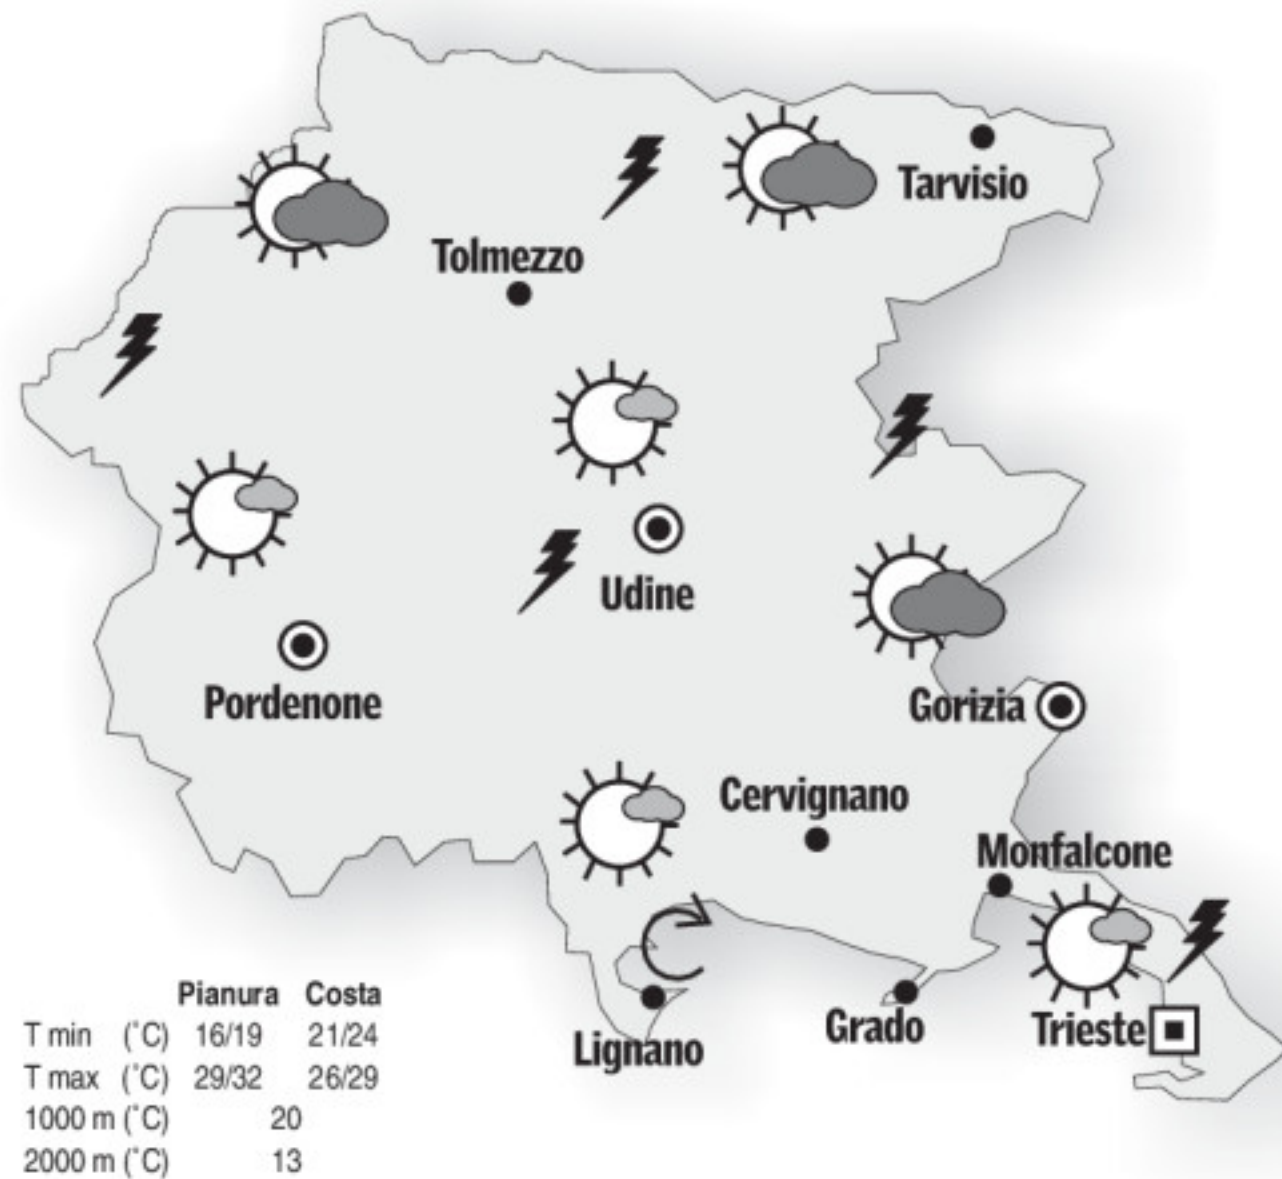 Tarvisio
Tolmezzo
Udine
Pordenone
Gorizia
Cervignano
Monfalcone
Grado
Trieste
Lignano
Pianura Costa
T min (°C) 16/19 21/24
T max (°C) 29/32 26/29
1000 m (°C) 20
2000 m (°C) 13